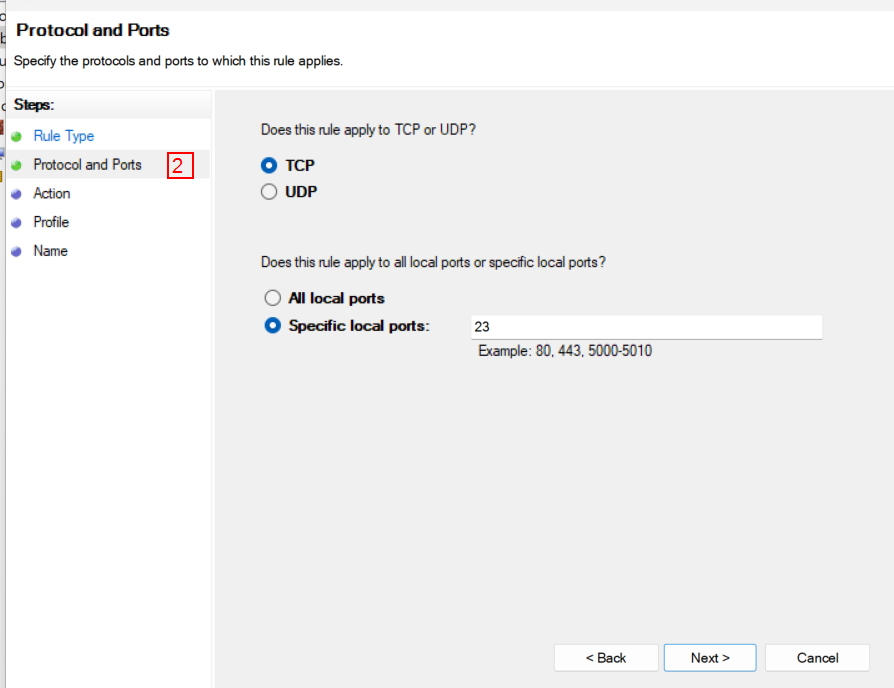 Protocol and Ports
Specify the protocols and ports to which this rule applies.
Steps:
Rule Type
Protocol and Ports 2
Action
Profile
Name
Does this rule apply to TCP or UDP?
TCP
UDP
Does this rule apply to all local ports or specific local ports?
All local ports
Specific local ports: 23
Example: 80, 443, 5000-5010
< Back Next > Cancel